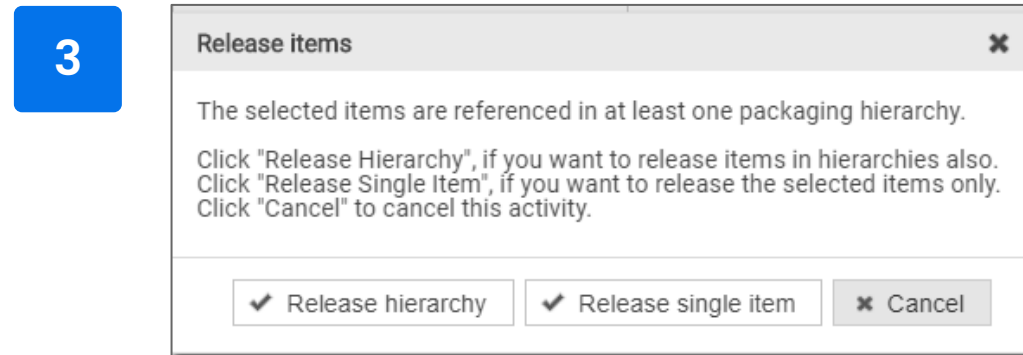 3
Release items
The selected items are referenced in at least one packaging hierarchy.
Click "Release Hierarchy", if you want to release items in hierarchies also.
Click "Release Single Item", if you want to release the selected items only.
Click "Cancel" to cancel this activity.
Release hierarchy Release single item Cancel